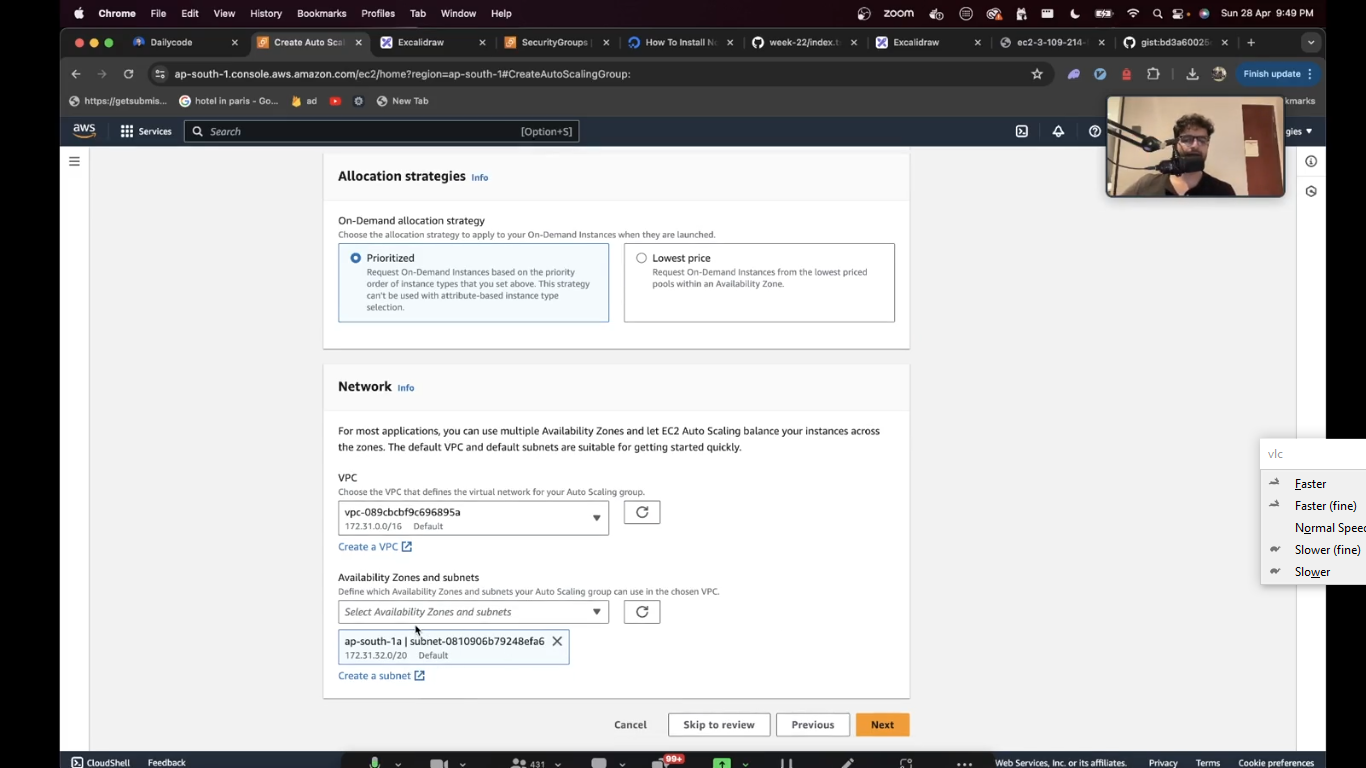 Chrome File Edit View History Bookmarks Profiles Tab Window Help
zoom
Sun 28 Apr 9:49 PM
Dailycode
Create Auto Scal
Excalidraw
SecurityGroups |
How To Install N
week-22/index.t
Excalidraw
ec2-3-109-214-
gist:bd3a60025
ap-south-1.console.aws.amazon.com/ec2/home?region=ap-south-1#CreateAutoScalingGroup:
Finish update
https://getsubmis...
hotel in paris - Go...
ad
New Tab
kmarks
aws
Services
Search
[Option+S]
gies
Allocation strategies Info
On-Demand allocation strategy
Choose the allocation strategy to apply to your On-Demand Instances when they are launched.
Prioritized
Request On-Demand Instances based on the priority
order of instance types that you set above. This strategy
can't be used with attribute-based instance type
selection.
Lowest price
Request On-Demand Instances from the lowest priced
pools within an Availability Zone.
Network Info
For most applications, you can use multiple Availability Zones and let EC2 Auto Scaling balance your instances across
the zones. The default VPC and default subnets are suitable for getting started quickly.
VPC
Choose the VPC that defines the virtual network for your Auto Scaling group.
vpc-089cbcbf9c696895a
172.31.0.0/16 Default
Create a VPC
Availability Zones and subnets
Define which Availability Zones and subnets your Auto Scaling group can use in the chosen VPC.
Select Availability Zones and subnets
ap-south-1a | subnet-0810906b79248efa6
172.31.32.0/20 Default
Create a subnet
Cancel
Skip to review
Previous
Next
vlc
Faster
Faster (fine)
Normal Speed
Slower (fine)
Slower
CloudShell
Feedback
431
99+
Web Services, Inc. or its affiliates.
Privacy
Terms
Cookie preferences